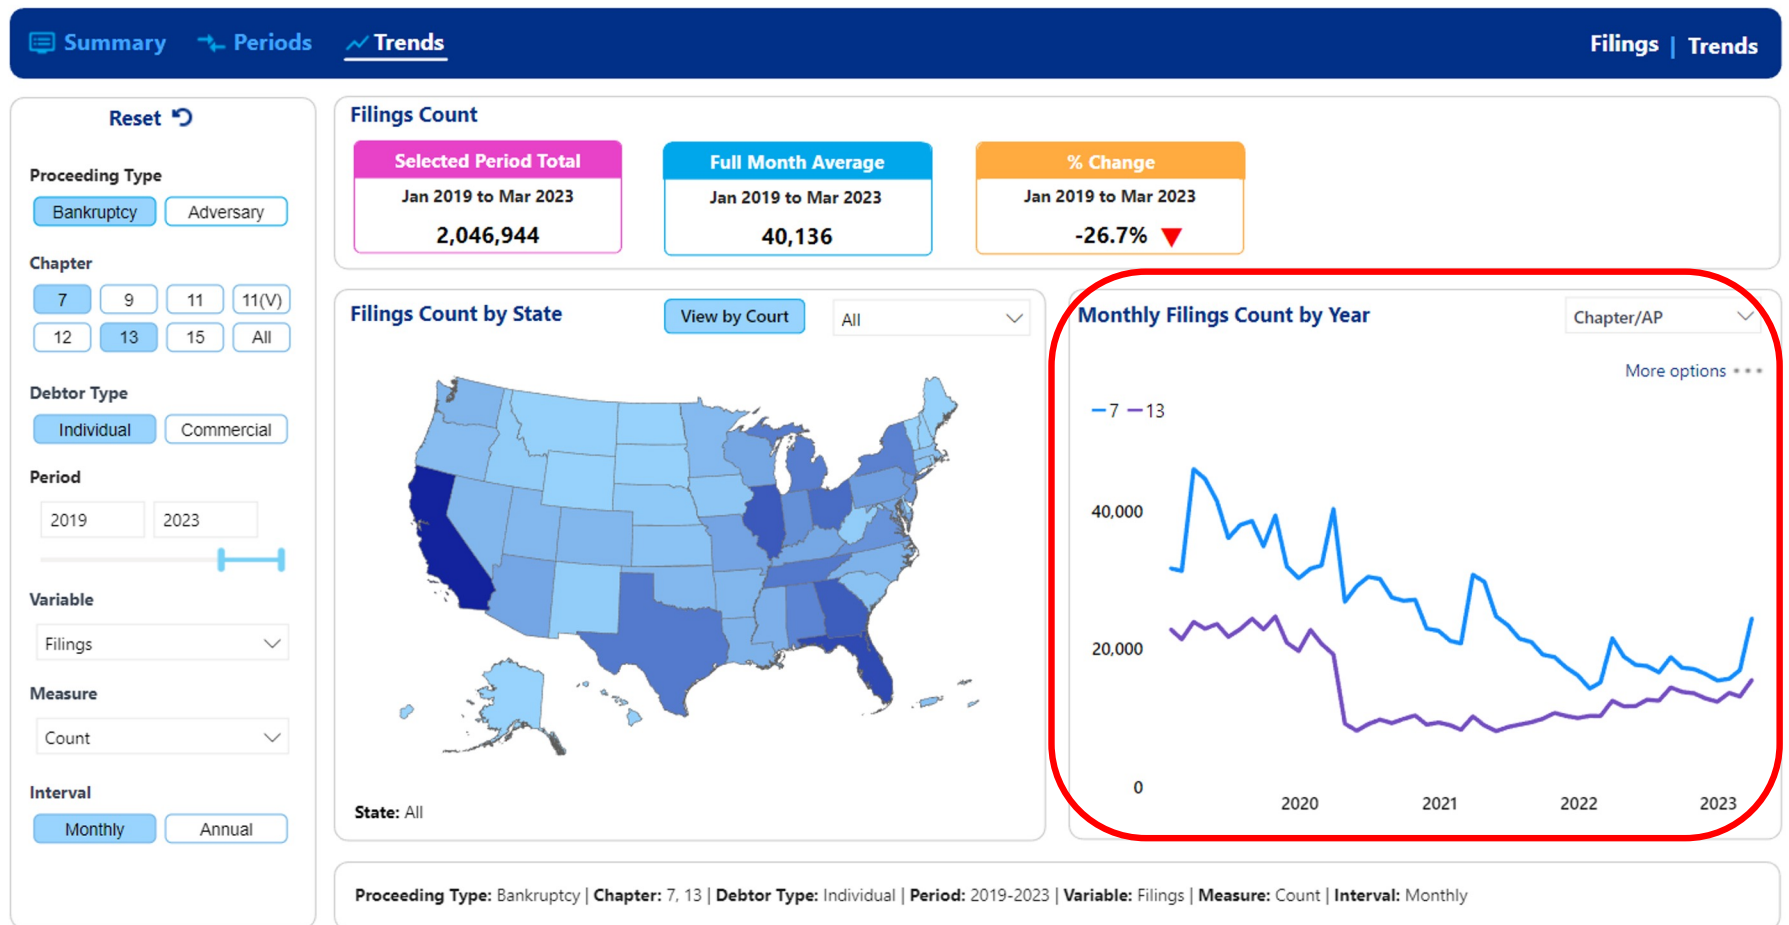 Summary Periods Trends
Filings | Trends
Reset
Proceeding Type
Bankruptcy Adversary
Chapter
7 9 11 11(V)
12 13 15 All
Debtor Type
Individual Commercial
Period
2019 2023
Variable
Filings
Measure
Count
Interval
Monthly Annual
Filings Count
Selected Period Total
Jan 2019 to Mar 2023
2,046,944
Full Month Average
Jan 2019 to Mar 2023
40,136
% Change
Jan 2019 to Mar 2023
-26.7%
Filings Count by State
View by Court
All
State: All
Monthly Filings Count by Year
Chapter/AP
More options
7 13
40,000
20,000
0
2020 2021 2022 2023
Proceeding Type: Bankruptcy | Chapter: 7, 13 | Debtor Type: Individual | Period: 2019-2023 | Variable: Filings | Measure: Count | Interval: Monthly